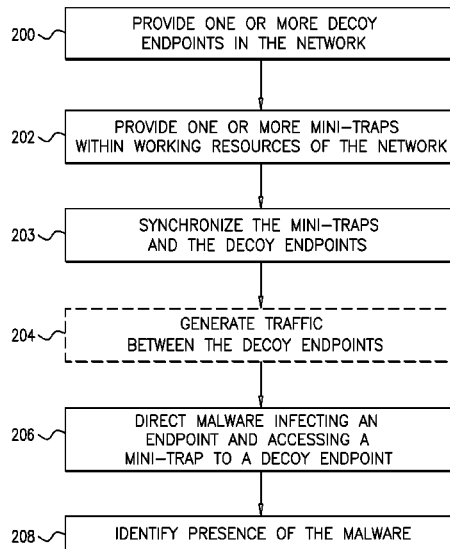 200
PROVIDE ONE OR MORE DECOY
ENDPOINTS IN THE NETWORK
202
PROVIDE ONE OR MORE MINI-TRAPS
WITHIN WORKING RESOURCES OF THE NETWORK
203
SYNCHRONIZE THE MINI-TRAPS
AND THE DECOY ENDPOINTS
204
GENERATE TRAFFIC
BETWEEN THE DECOY ENDPOINTS
206
DIRECT MALWARE INFECTING AN
ENDPOINT AND ACCESSING A
MINI-TRAP TO A DECOY ENDPOINT
208
IDENTIFY PRESENCE OF THE MALWARE